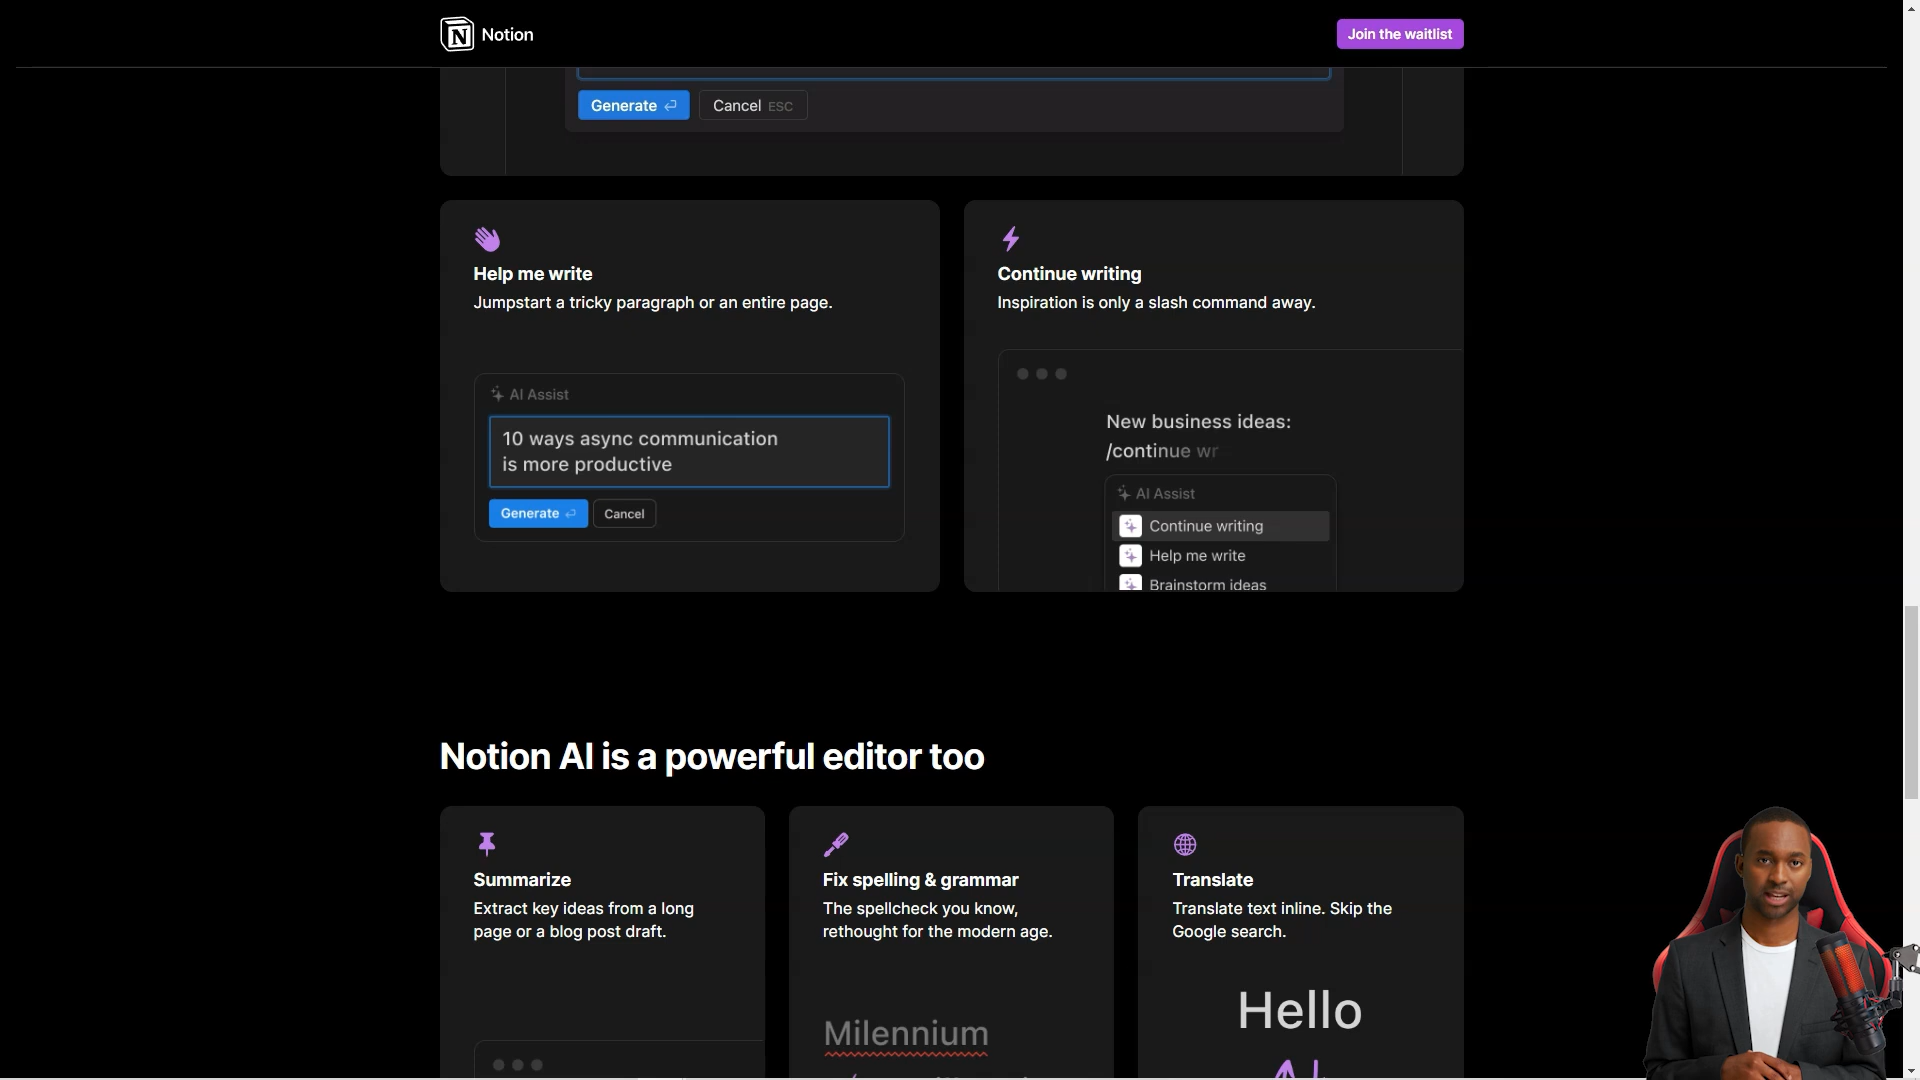 Notion
Join the waitlist
Generate
Cancel ESC
Help me write
Jumpstart a tricky paragraph or an entire page.
AI Assist
10 ways async communication
is more productive
Generate
Cancel
Continue writing
Inspiration is only a slash command away.
New business ideas:
/continue wr
AI Assist
Continue writing
Help me write
Brainstorm ideas
Notion AI is a powerful editor too
Summarize
Extract key ideas from a long
page or a blog post draft.
Fix spelling & grammar
The spellcheck you know,
rethought for the modern age.
Milennium
Translate
Translate text inline. Skip the
Google search.
Hello